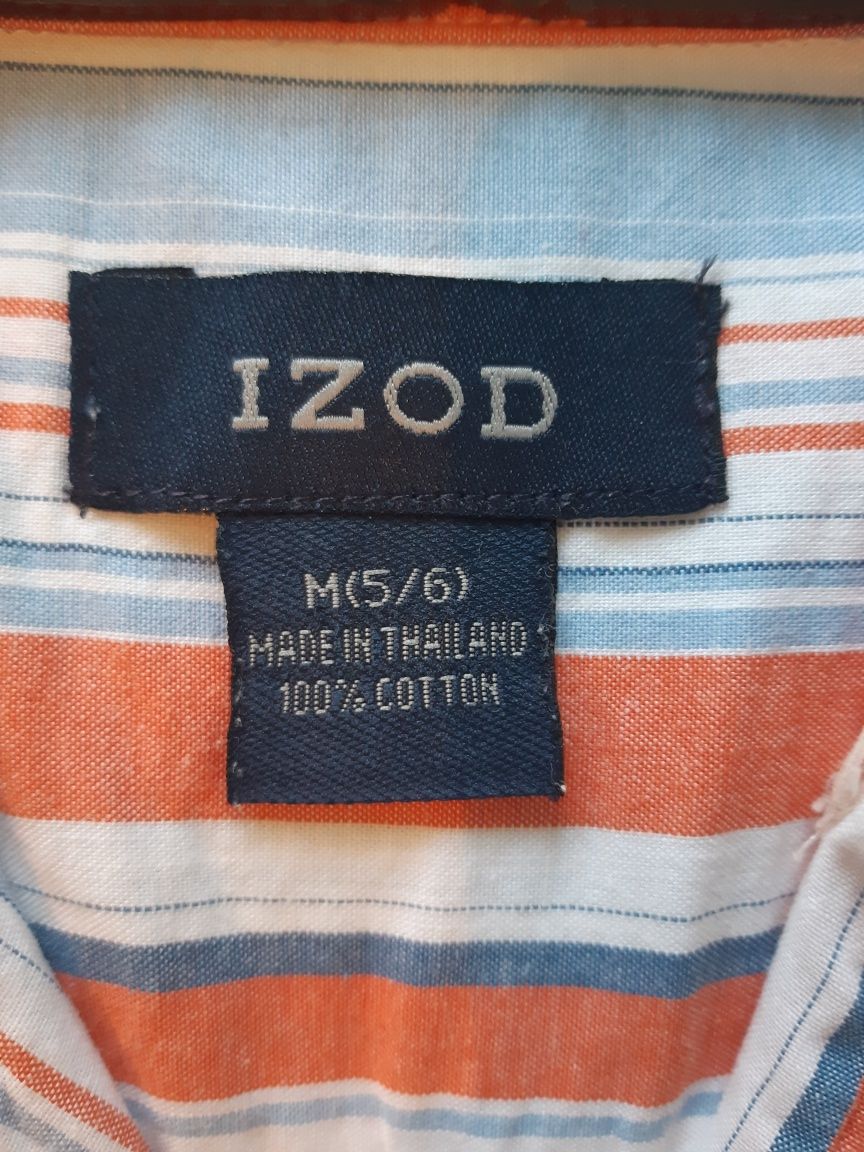 IZOD
M(5/6)
MADE IN THAILAND
100% COTTON